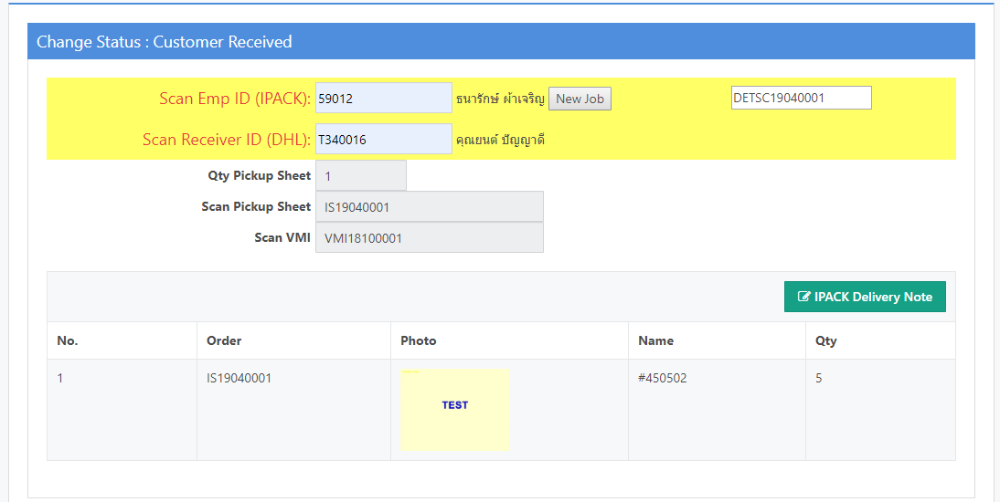 Change Status : Customer Received
Scan Emp ID (IPACK): 59012 ธนารักษ์ ผ้าเจริญ New Job DETSC19040001
Scan Receiver ID (DHL): T340016 คุณยนต์ ปัญญาดี
Qty Pickup Sheet 1
Scan Pickup Sheet IS19040001
Scan VMI VMI18100001
IPACK Delivery Note
No. Order Photo Name Qty
1 IS19040001 TEST #450502 5